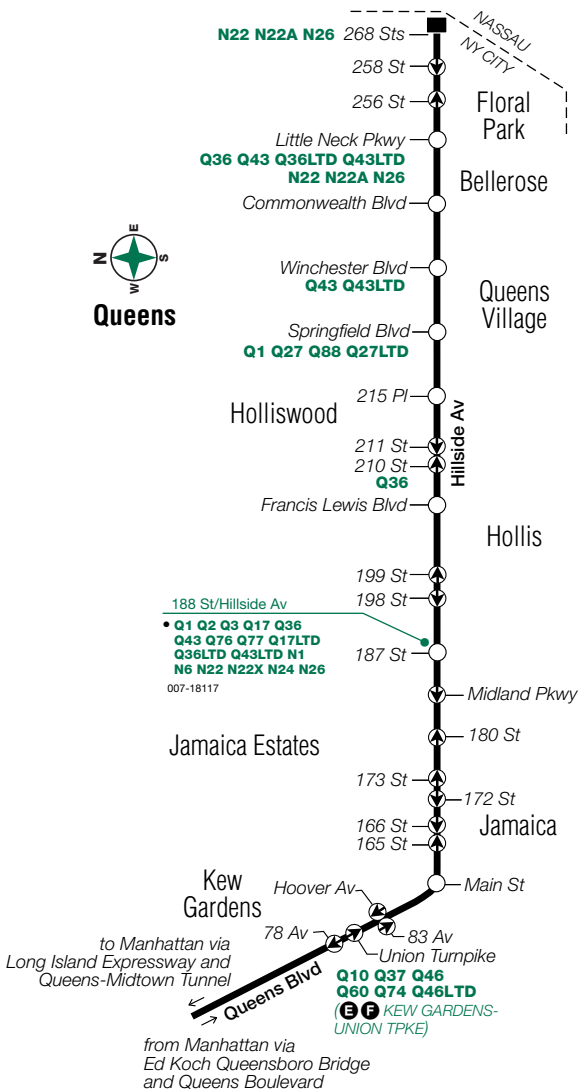 NASSAU
NY CITY
N22 N22A N26 268 Sts
258 St
256 St
Floral
Park
Little Neck Pkwy
Q36 Q43 Q36LTD Q43LTD
N22 N22A N26
Bellerose
Commonwealth Blvd
N
E
S
W
Queens
Winchester Blvd
Q43 Q43LTD
Queens
Village
Springfield Blvd
Q1 Q27 Q88 Q27LTD
215 Pl
Holliswood
Hillside Av
211 St
210 St
Q36
Francis Lewis Blvd
Hollis
199 St
198 St
188 St/Hillside Av
• Q1 Q2 Q3 Q17 Q36
Q43 Q76 Q77 Q17LTD
Q36LTD Q43LTD N1
N6 N22 N22X N24 N26
007-18117
187 St
Midland Pkwy
180 St
Jamaica Estates
173 St
172 St
166 St
Jamaica
165 St
Main St
Kew
Gardens
Hoover Av
78 Av
83 Av
Union Turnpike
Q10 Q37 Q46
Q60 Q74 Q46LTD
(E F KEW GARDENS-
UNION TPKE)
to Manhattan via
Long Island Expressway and
Queens-Midtown Tunnel
Queens Blvd
from Manhattan via
Ed Koch Queensboro Bridge
and Queens Boulevard